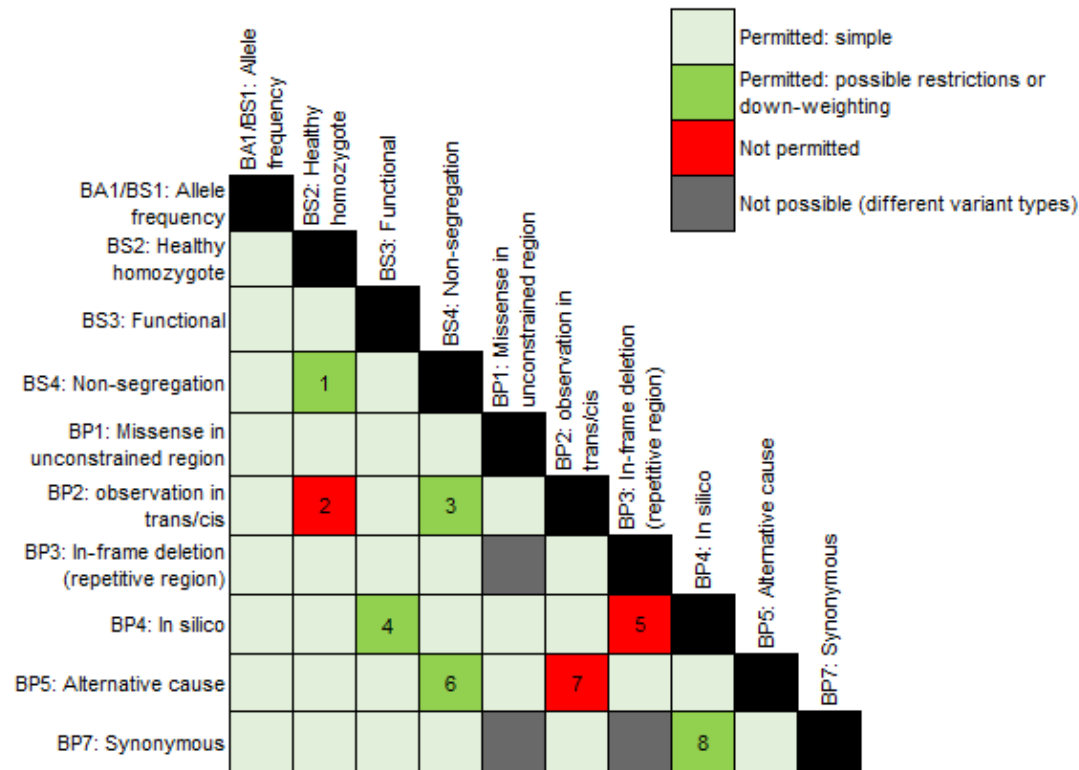 Permitted: simple
Permitted: possible restrictions or
down-weighting
Not permitted
Not possible (different variant types)
BA1/BS1: Allele
frequency
BS2: Healthy
homozygote
BS3: Functional
BS4: Non-segregation
BP1: Missense in
unconstrained region
BP2: observation in
trans/cis
BP3: In-frame deletion
(repetitive region)
BP4: In silico
BP5: Alternative cause
BP7: Synonymous
BA1/BS1: Allele
frequency
BS2: Healthy
homozygote
BS3: Functional
BS4: Non-segregation
1
BP1: Missense in
unconstrained region
BP2: observation in
trans/cis
2
3
BP3: In-frame deletion
(repetitive region)
BP4: In silico
4
5
BP5: Alternative cause
6
7
BP7: Synonymous
8